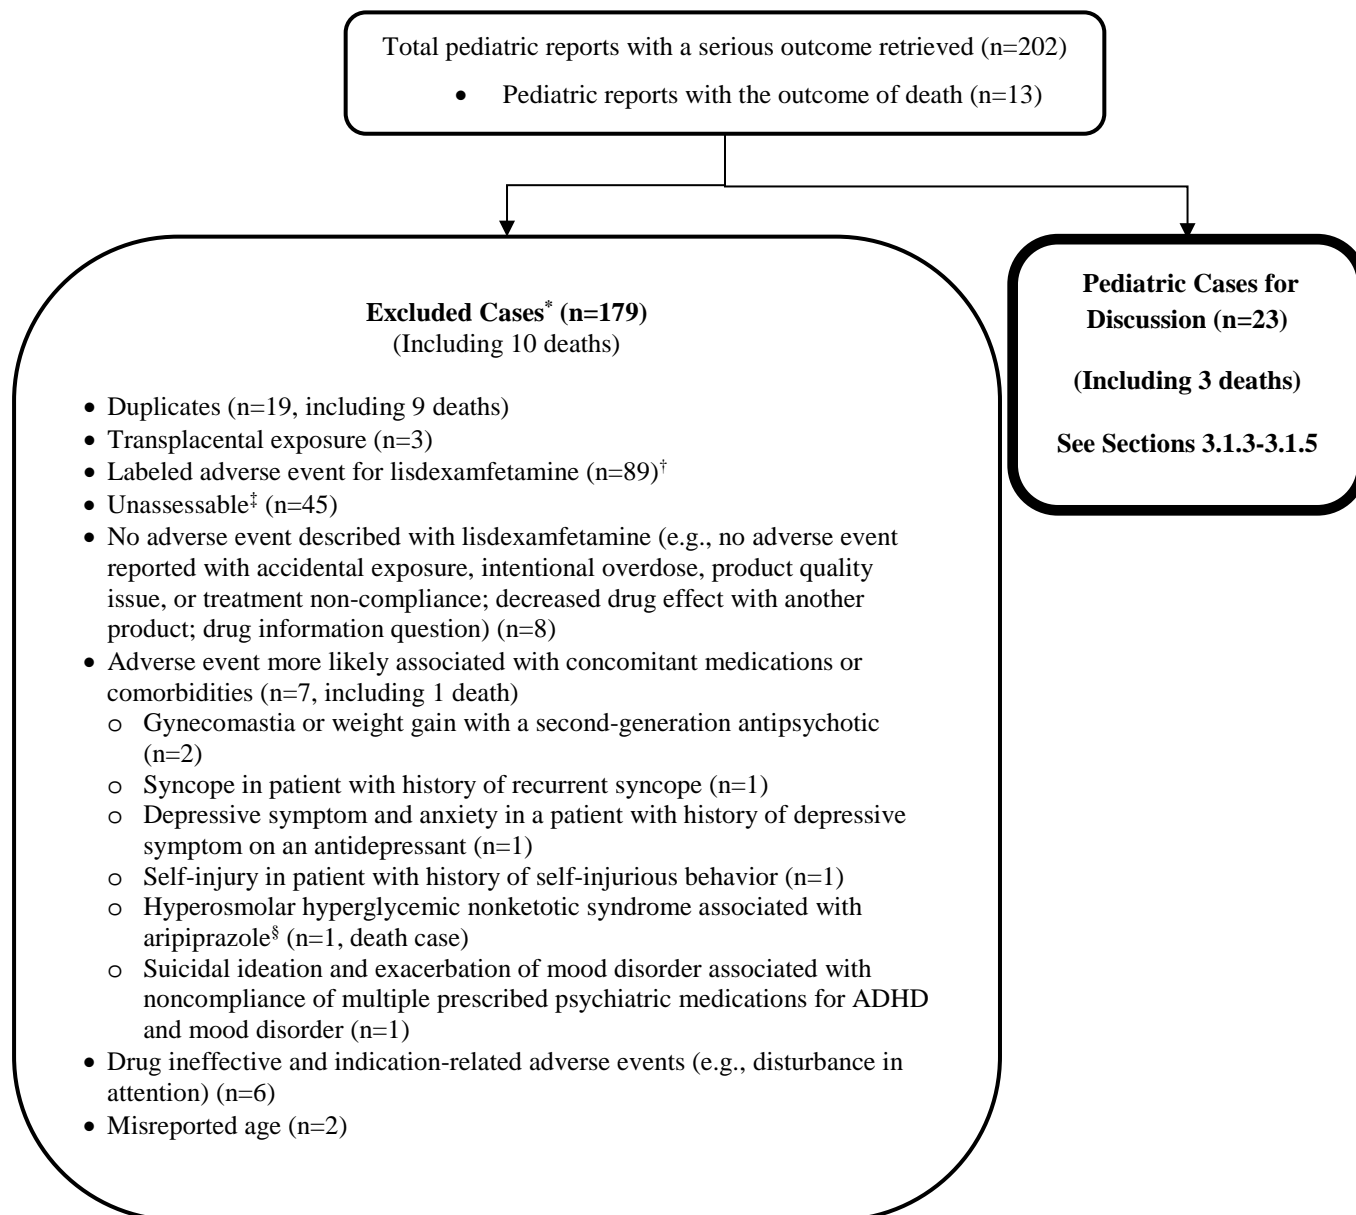 Total pediatric reports with a serious outcome retrieved (n=202)
• Pediatric reports with the outcome of death (n=13)
Excluded Cases* (n=179)
(Including 10 deaths)
• Duplicates (n=19, including 9 deaths)
• Transplacental exposure (n=3)
• Labeled adverse event for lisdexamfetamine (n=89)†
• Unassessable‡ (n=45)
• No adverse event described with lisdexamfetamine (e.g., no adverse event
reported with accidental exposure, intentional overdose, product quality
issue, or treatment non-compliance; decreased drug effect with another
product; drug information question) (n=8)
• Adverse event more likely associated with concomitant medications or
comorbidities (n=7, including 1 death)
o Gynecomastia or weight gain with a second-generation antipsychotic
(n=2)
o Syncope in patient with history of recurrent syncope (n=1)
o Depressive symptom and anxiety in a patient with history of depressive
symptom on an antidepressant (n=1)
o Self-injury in patient with history of self-injurious behavior (n=1)
o Hyperosmolar hyperglycemic nonketotic syndrome associated with
aripiprazole§ (n=1, death case)
o Suicidal ideation and exacerbation of mood disorder associated with
noncompliance of multiple prescribed psychiatric medications for ADHD
and mood disorder (n=1)
• Drug ineffective and indication-related adverse events (e.g., disturbance in
attention) (n=6)
• Misreported age (n=2)
Pediatric Cases for
Discussion (n=23)
(Including 3 deaths)
See Sections 3.1.3-3.1.5